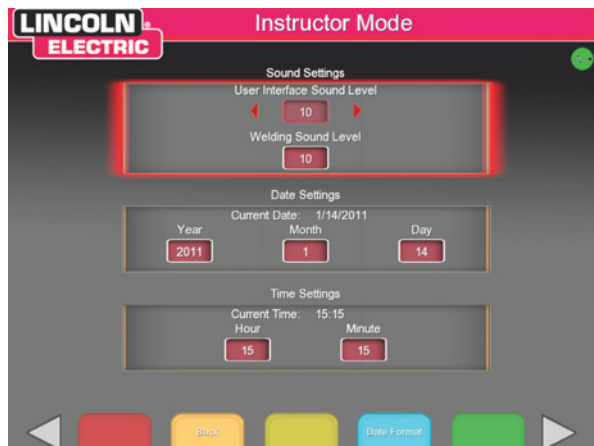 LINCOLN®
ELECTRIC
Instructor Mode
Sound Settings
User Interface Sound Level
10
Welding Sound Level
10
Date Settings
Current Date: 1/14/2011
Year Month Day
2011 1 14
Time Settings
Current Time: 15:15
Hour Minute
15 15
Back Date Format